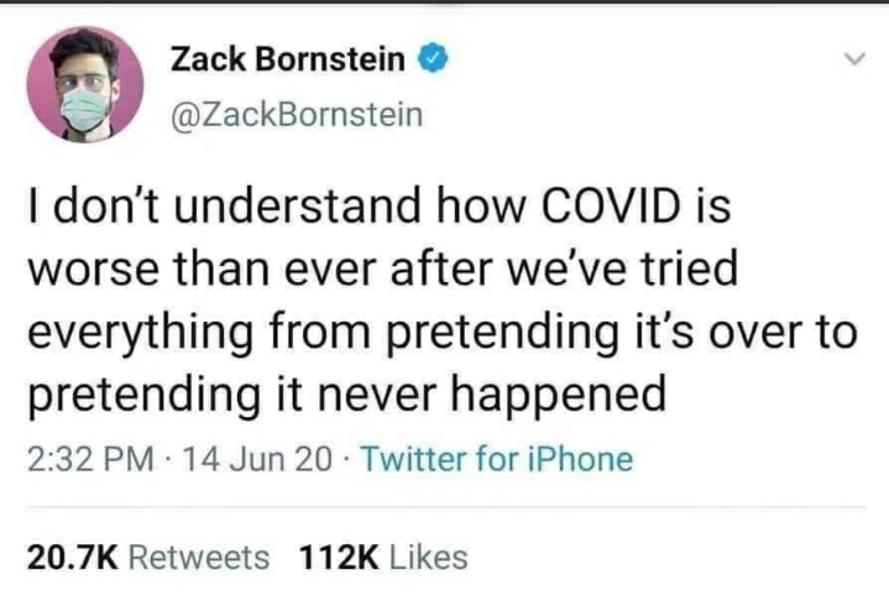 Zack Bornstein
@ZackBornstein
I don't understand how COVID is
worse than ever after we've tried
everything from pretending it's over to
pretending it never happened
2:32 PM · 14 Jun 20 · Twitter for iPhone
20.7K Retweets 112K Likes